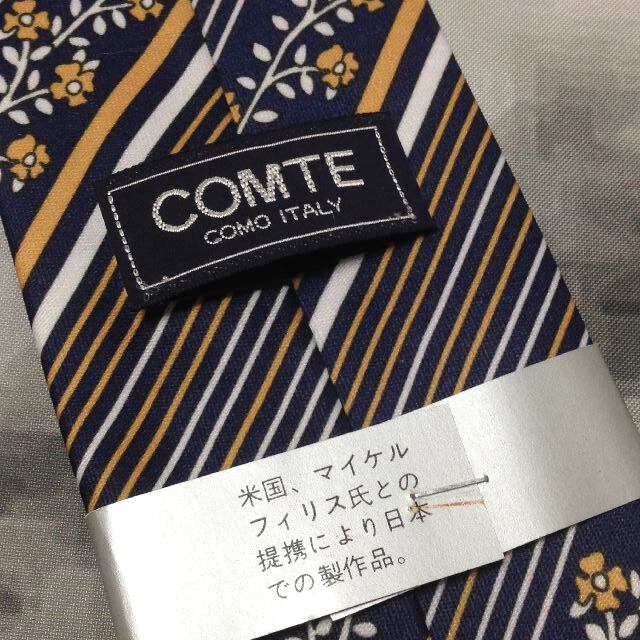 COMTE
COMO ITALY
米国、マイケル
フィリス氏との
提携により日本
での製作品。